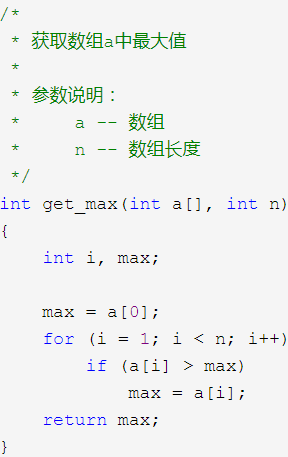 /*
 * 获取数组a中最大值
 *
 * 参数说明：
 *     a -- 数组
 *     n -- 数组长度
 */
int get_max(int a[], int n)
{
    int i, max;

    max = a[0];
    for (i = 1; i < n; i++)
        if (a[i] > max)
            max = a[i];
    return max;
}